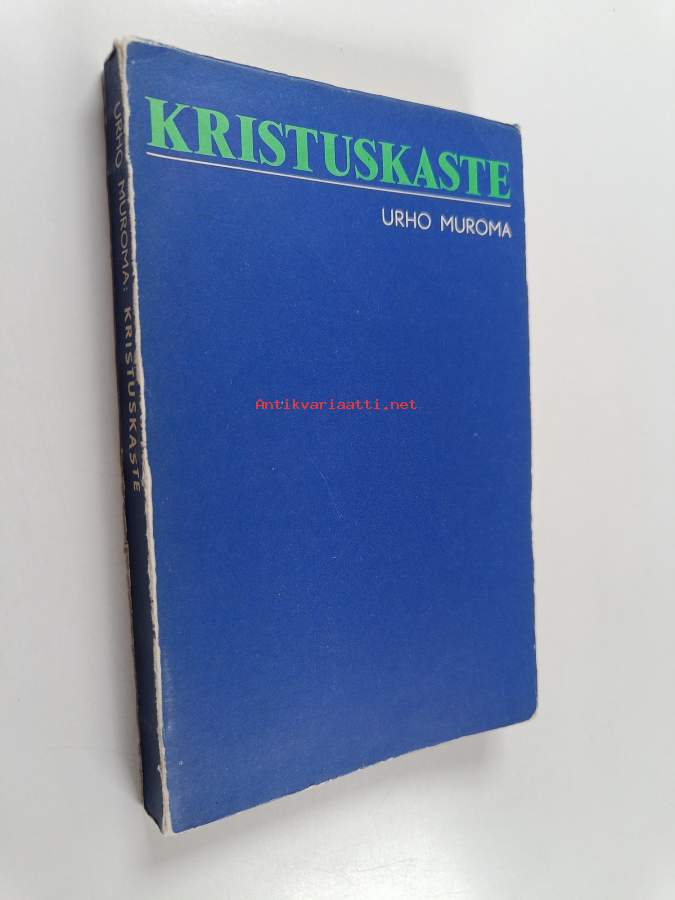 KRISTUSKASTE
URHO MUROMA
URHO MUROMA: KRISTUSKASTE
Antikvariaatti.net